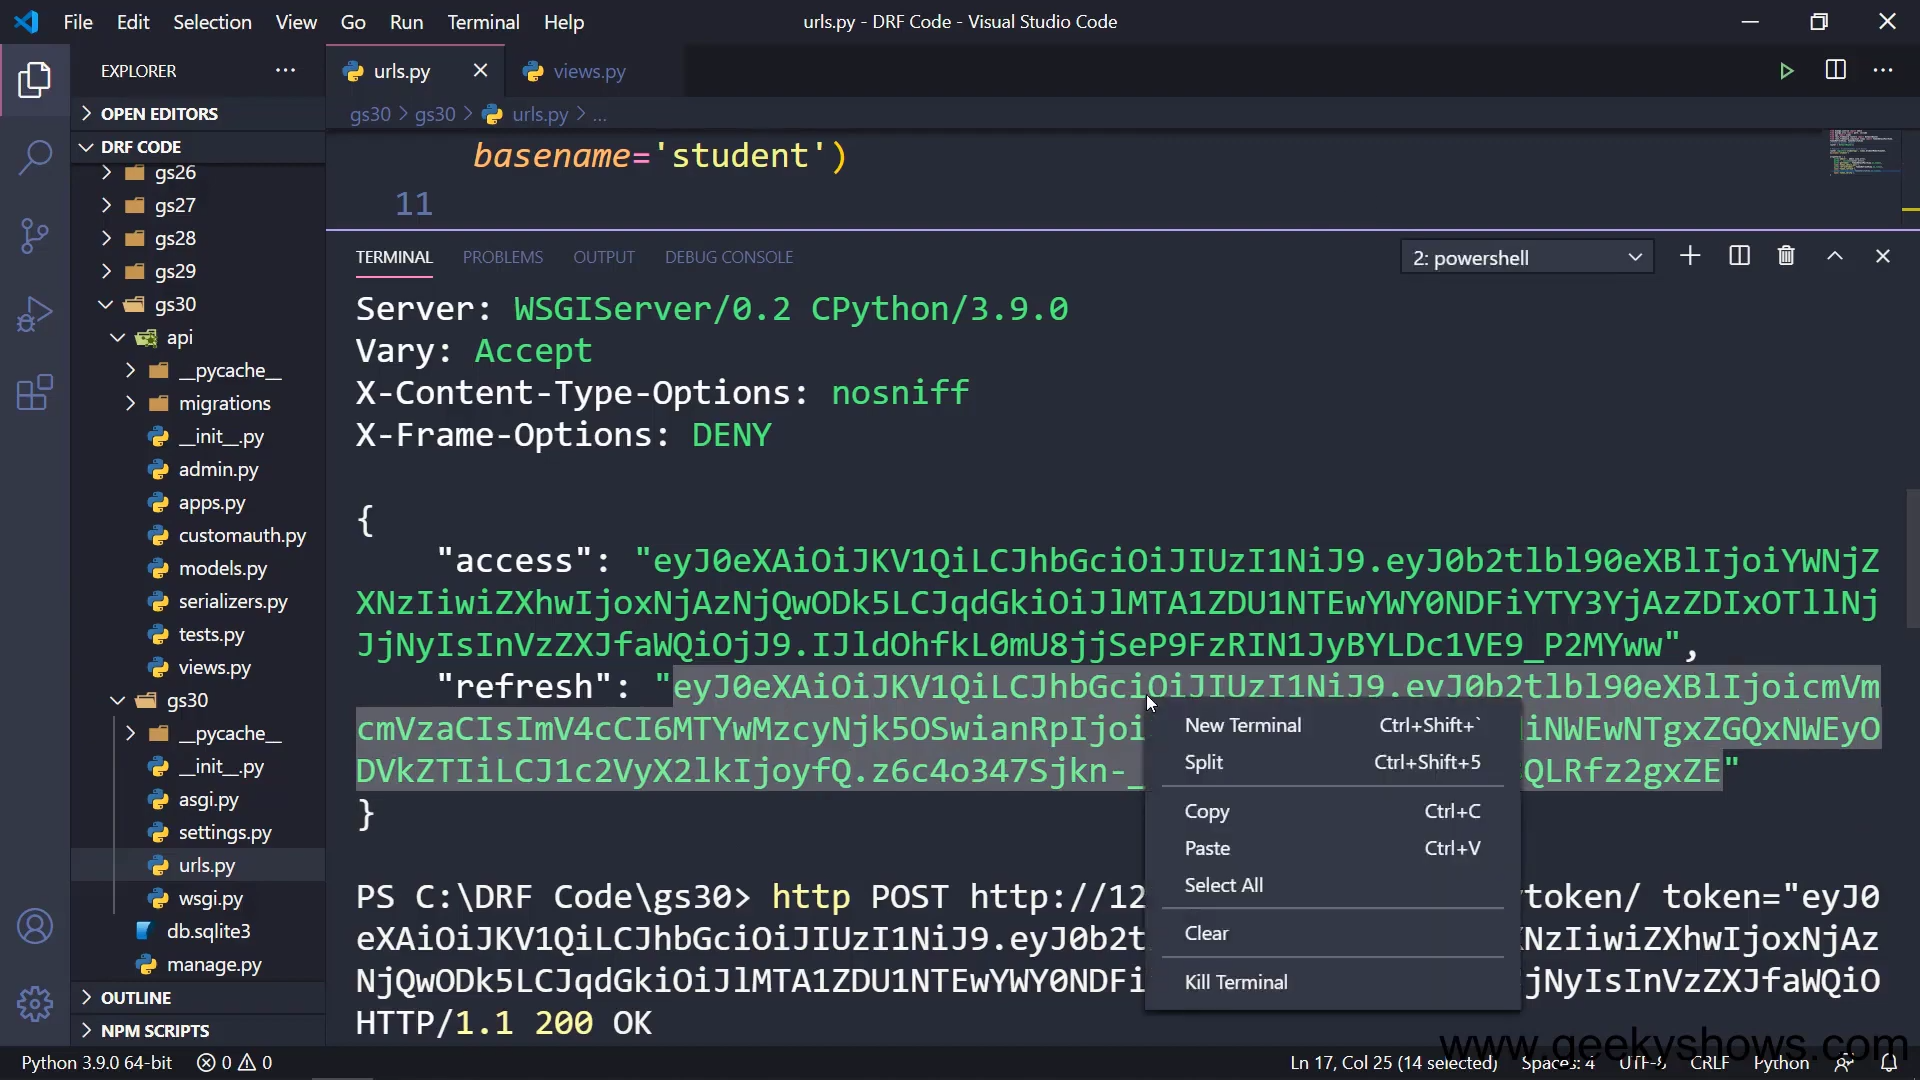 File Edit Selection View Go Run Terminal Help
urls.py - DRF Code - Visual Studio Code
EXPLORER
OPEN EDITORS
DRF CODE
gs26
gs27
gs28
gs29
gs30
api
__pycache__
migrations
__init__.py
admin.py
apps.py
customauth.py
models.py
serializers.py
tests.py
views.py
gs30
__pycache__
__init__.py
asgi.py
settings.py
urls.py
wsgi.py
db.sqlite3
manage.py
OUTLINE
NPM SCRIPTS
urls.py
views.py
gs30 > gs30 > urls.py > ...
basename='student')
11
TERMINAL PROBLEMS OUTPUT DEBUG CONSOLE
2: powershell
Server: WSGIServer/0.2 CPython/3.9.0
Vary: Accept
X-Content-Type-Options: nosniff
X-Frame-Options: DENY
{
"access": "eyJ0eXAiOiJKV1QiLCJhbGciOiJIUzI1NiJ9.eyJ0b2tlbl90eXBlIjoiYWNjZ
XNzIiwiZXhwIjoxNjAzNjQwODk5LCJqdGkiOiJlMTA1ZDU1NTEwYWY0NDFiYTY3YjAzZDIxOTllNj
JjNyIsInVzZXJfaWQiOjJ9.IJldOhfkL0mU8jjSeP9FzRIN1JyBYLDc1VE9_P2MYww",
"refresh": "eyJ0eXAiOiJKV1QiLCJhbGciOiJIUzI1NiJ9.eyJ0b2tlbl90eXBlIjoicmVm
cmVzaCIsImV4cCI6MTYwMzcyNjk5OSwianRpIjoi iNWEwNTgxZGQxNWEyO
DVkZTIiLCJ1c2VyX2lkIjoyfQ.z6c4o347Sjkn-_ QLRfz2gxZE"
}
PS C:\DRF Code\gs30> http POST http://12 ytoken/ token="eyJ0
eXAiOiJKV1QiLCJhbGciOiJIUzI1NiJ9.eyJ0b2t NzIiwiZXhwIjoxNjAz
NjQwODk5LCJqdGkiOiJlMTA1ZDU1NTEwYWY0NDFi jNyIsInVzZXJfaWQiO
HTTP/1.1 200 OK
New Terminal Ctrl+Shift+`
Split Ctrl+Shift+5
Copy Ctrl+C
Paste Ctrl+V
Select All
Clear
Kill Terminal
www.geekyshows.com
Python 3.9.0 64-bit 0 0
Ln 17, Col 25 (14 selected) Spaces: 4 UTF-8 CRLF Python